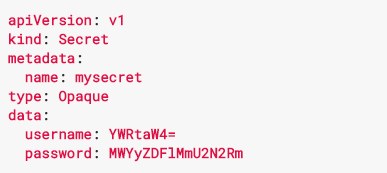 apiVersion: v1
kind: Secret
metadata:
  name: mysecret
type: Opaque
data:
  username: YWRtaW4=
  password: MWYyZDFlMmU2N2Rm